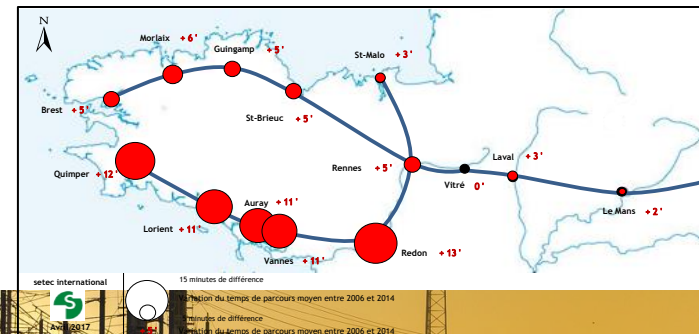 N
Morlaix + 6 '
Guingamp + 5 '
St-Malo + 3 '
Brest + 5 '
St-Brieuc + 5 '
Quimper + 12 '
Rennes + 5 '
Vitré 0 '
Laval + 3 '
Le Mans + 2 '
Auray + 11 '
Lorient + 11 '
Vannes + 11 '
Redon + 13 '
setec international
Avril 2017
15 minutes de différence
Variation du temps de parcours moyen entre 2006 et 2014
minutes de différence
Variation du temps de parcours moyen entre 2006 et 2014